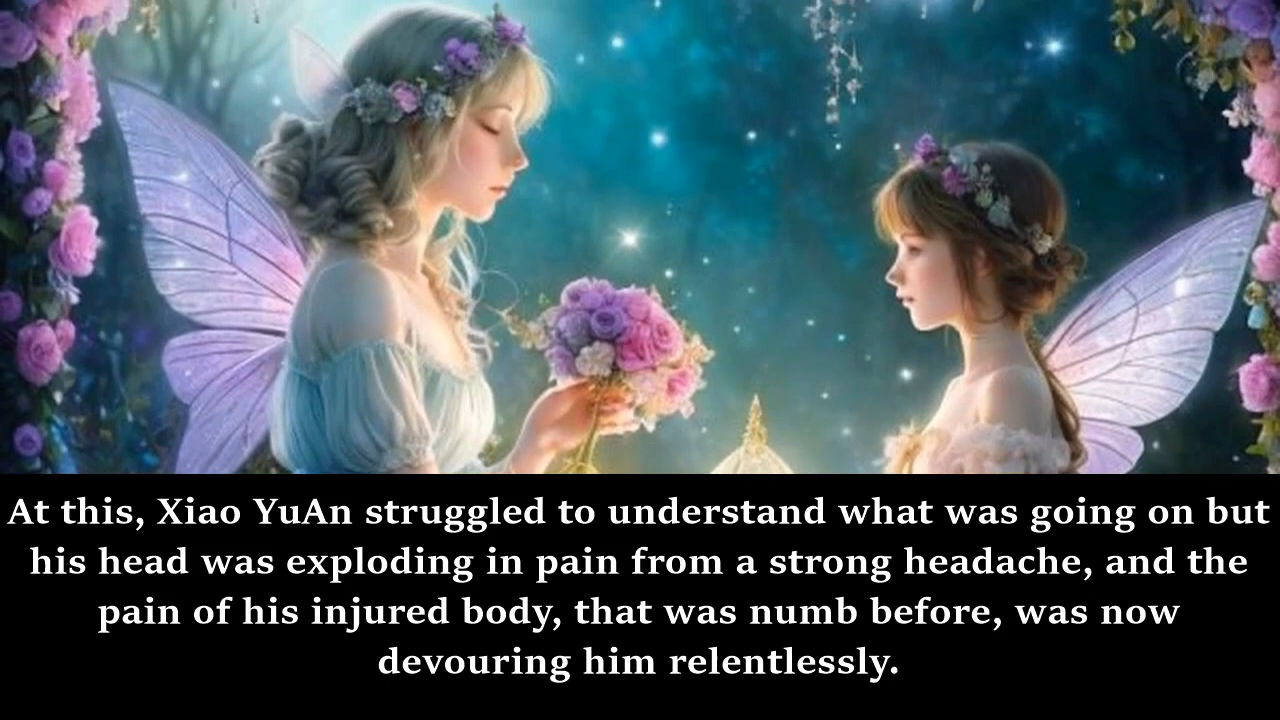 At this, Xiao YuAn struggled to understand what was going on but
his head was exploding in pain from a strong headache, and the
pain of his injured body, that was numb before, was now
devouring him relentlessly.